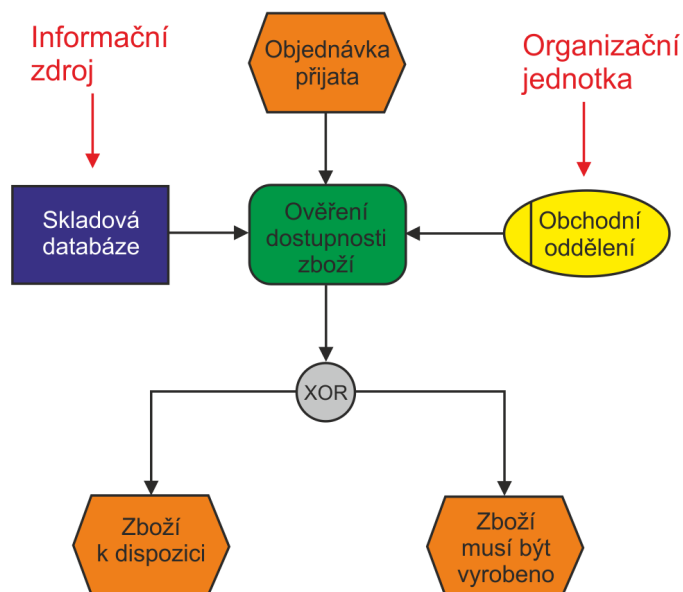 Informační
zdroj
Objednávka
přijata
Organizační
jednotka
Skladová
databáze
Ověření
dostupnosti
zboží
Obchodní
oddělení
XOR
Zboží
k dispozici
Zboží
musí být
vyrobeno